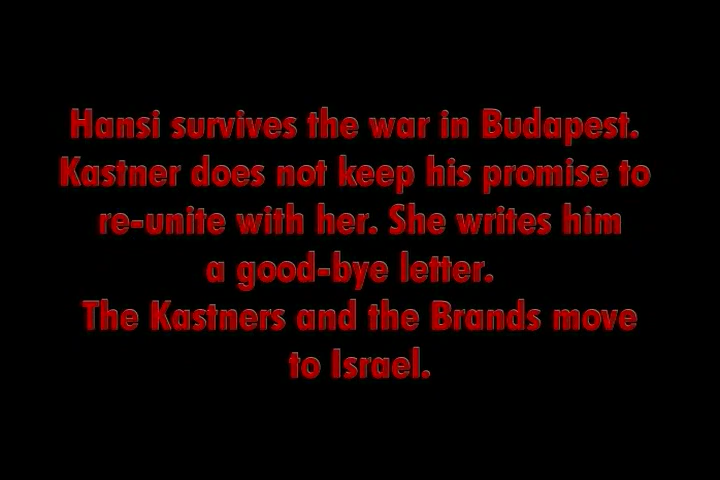 Hansi survives the war in Budapest.
Kastner does not keep his promise to
re-unite with her. She writes him
a good-bye letter.
The Kastners and the Brands move
to Israel.